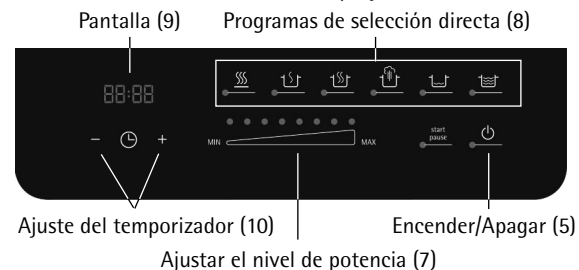 Pantalla (9)
Programas de selección directa (8)
88:88
start
pause
− +
MIN MAX
Ajuste del temporizador (10)
Encender/Apagar (5)
Ajustar el nivel de potencia (7)